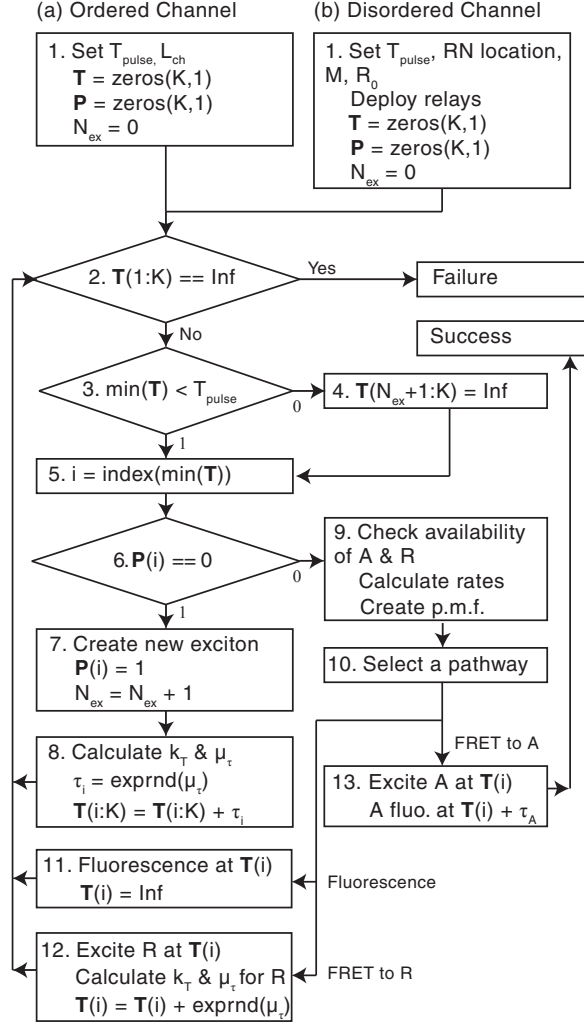 (a) Ordered Channel
(b) Disordered Channel
1. Set T_pulse, L_ch
T = zeros(K,1)
P = zeros(K,1)
N_ex = 0
1. Set T_pulse, RN location,
M, R_0
Deploy relays
T = zeros(K,1)
P = zeros(K,1)
N_ex = 0
2. T(1:K) == Inf
Yes
Failure
No
Success
3. min(T) < T_pulse
0
4. T(N_ex+1:K) = Inf
1
5. i = index(min(T))
6.P(i) == 0
0
9. Check availability
of A & R
Calculate rates
Create p.m.f.
1
7. Create new exciton
P(i) = 1
N_ex = N_ex + 1
10. Select a pathway
8. Calculate k_T & μ_τ
τ_i = exprnd(μ_τ)
T(i:K) = T(i:K) + τ_i
FRET to A
13. Excite A at T(i)
A fluo. at T(i) + τ_A
11. Fluorescence at T(i)
T(i) = Inf
Fluorescence
12. Excite R at T(i)
Calculate k_T & μ_τ for R
T(i) = T(i) + exprnd(μ_τ)
FRET to R